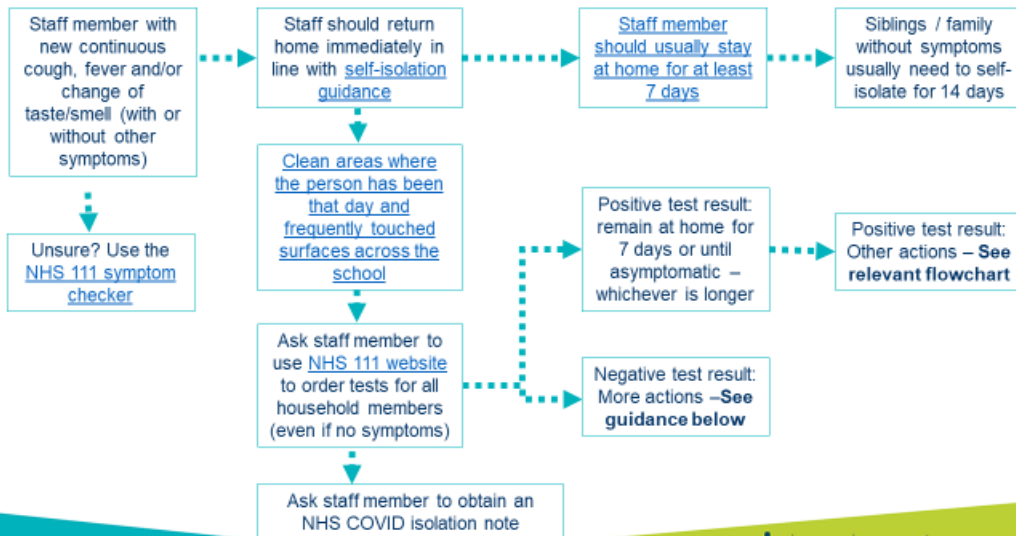 Staff member with
new continuous
cough, fever and/or
change of
taste/smell (with or
without other
symptoms)
Unsure? Use the
NHS 111 symptom
checker
Staff should return
home immediately in
line with self-isolation
guidance
Clean areas where
the person has been
that day and
frequently touched
surfaces across the
school
Ask staff member to
use NHS 111 website
to order tests for all
household members
(even if no symptoms)
Ask staff member to obtain an
NHS COVID isolation note
Staff member
should usually stay
at home for at least
7 days
Siblings / family
without symptoms
usually need to self-
isolate for 14 days
Positive test result:
remain at home for
7 days or until
asymptomatic –
whichever is longer
Positive test result:
Other actions – See
relevant flowchart
Negative test result:
More actions –See
guidance below